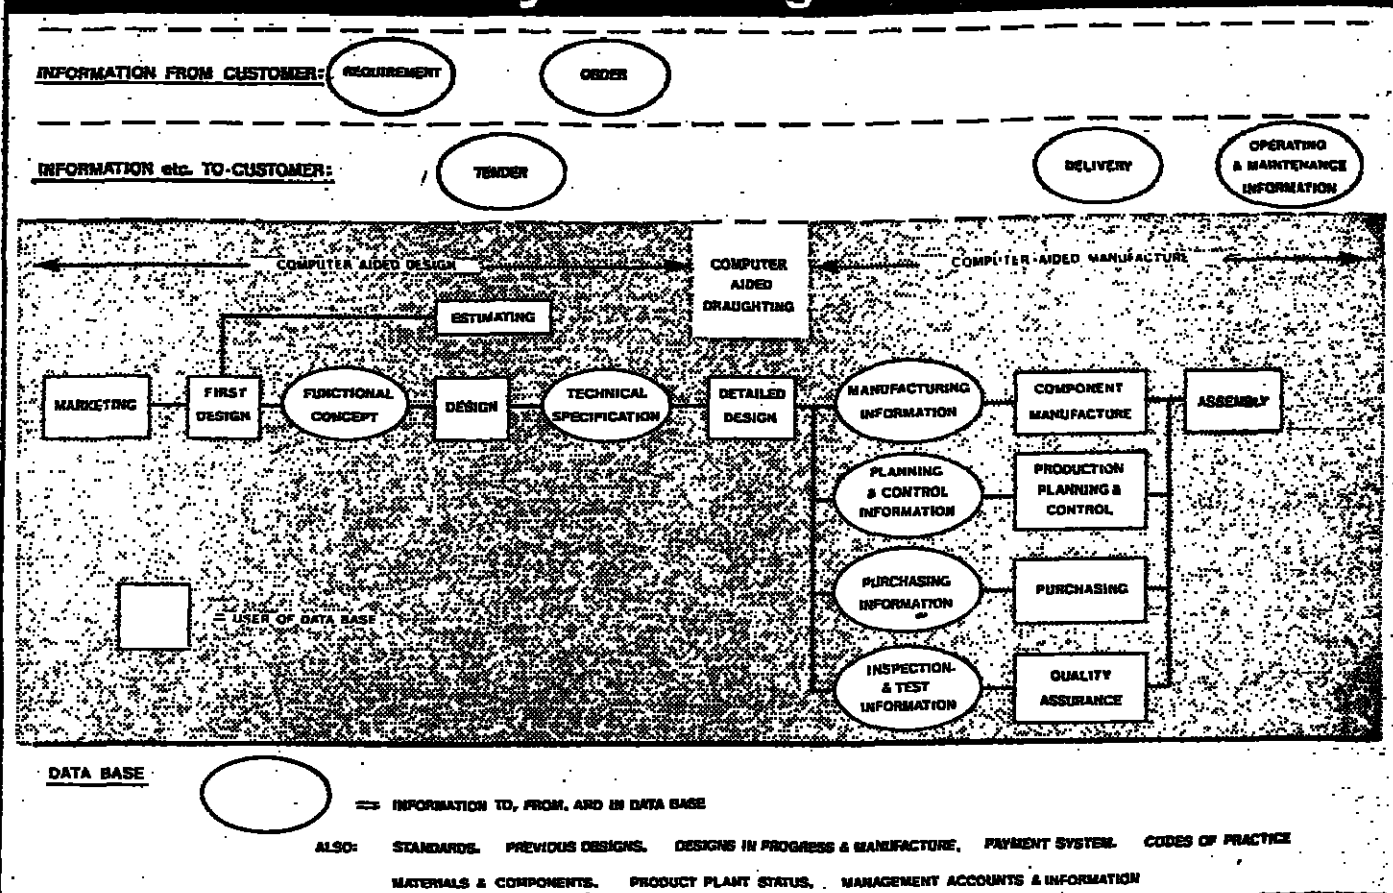 INFORMATION FROM CUSTOMER:
REQUIREMENT
ORDER
INFORMATION etc. TO-CUSTOMER:
TENDER
DELIVERY
OPERATING
& MAINTENANCE
INFORMATION
COMPUTER AIDED DESIGN
COMPUTER
AIDED
DRAUGHTING
COMPUTER-AIDED MANUFACTURE
ESTIMATING
MARKETING
FIRST
DESIGN
FUNCTIONAL
CONCEPT
DESIGN
TECHNICAL
SPECIFICATION
DETAILED
DESIGN
MANUFACTURING
INFORMATION
COMPONENT
MANUFACTURE
ASSEMBLY
PLANNING
& CONTROL
INFORMATION
PRODUCTION
PLANNING &
CONTROL
PURCHASING
INFORMATION
PURCHASING
INSPECTION-
& TEST
INFORMATION
QUALITY
ASSURANCE
= USER OF DATA BASE
DATA BASE
= INFORMATION TO, FROM, AND IN DATA BASE
ALSO: STANDARDS. PREVIOUS DESIGNS. DESIGNS IN PROGRESS & MANUFACTURE, PAYMENT SYSTEM. CODES OF PRACTICE
MATERIALS & COMPONENTS. PRODUCT PLANT STATUS, MANAGEMENT ACCOUNTS & INFORMATION